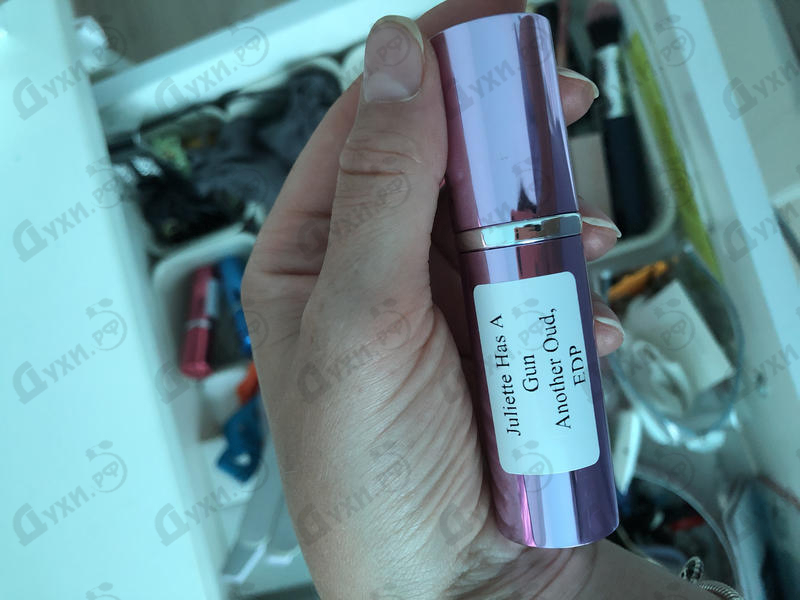 Juliette Has A
Gun
Another Oud,
EDP
Духи.РФ